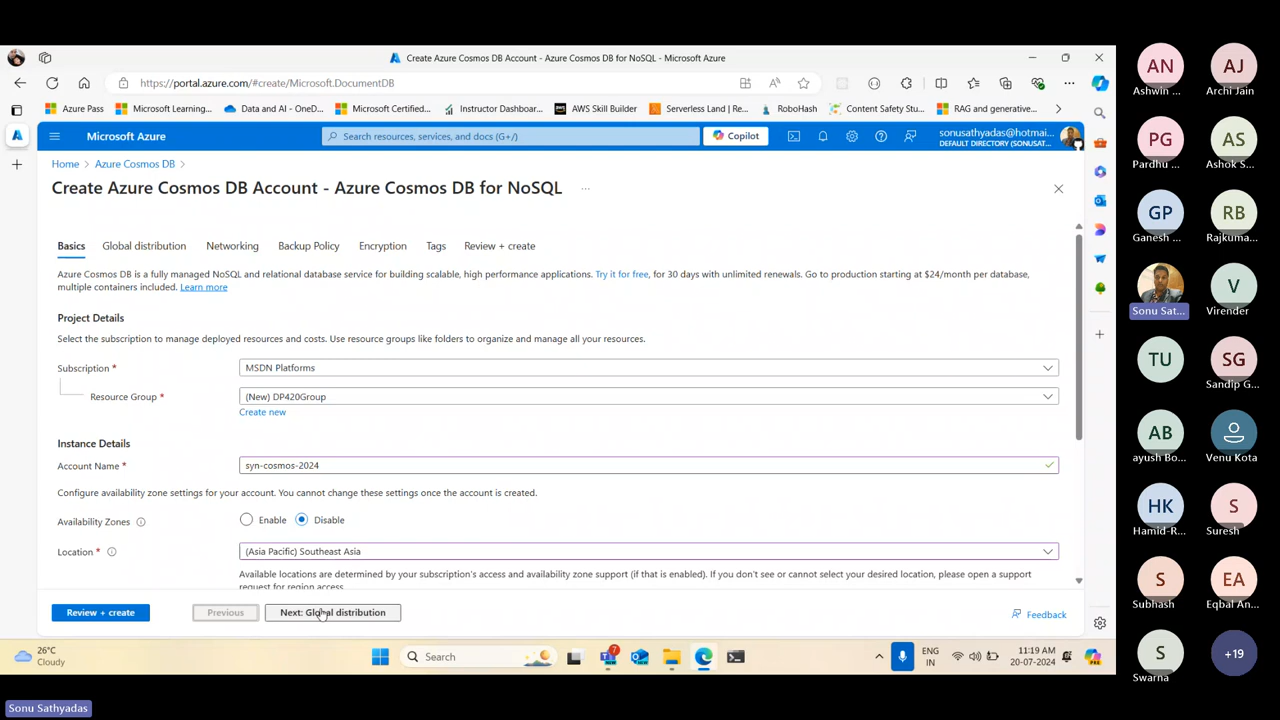 Create Azure Cosmos DB Account - Azure Cosmos DB for NoSQL - Microsoft Azure
https://portal.azure.com/#create/Microsoft.DocumentDB
Azure Pass
Microsoft Learning...
Data and AI - OneD...
Microsoft Certified...
Instructor Dashboar...
AWS Skill Builder
Serverless Land | Re...
RoboHash
Content Safety Stu...
RAG and generative...
Microsoft Azure
Search resources, services, and docs (G+/)
Copilot
sonusathyadas@hotmai...
DEFAULT DIRECTORY (SONUSAT...
Home > Azure Cosmos DB >
Create Azure Cosmos DB Account - Azure Cosmos DB for NoSQL ...
Basics Global distribution Networking Backup Policy Encryption Tags Review + create
Azure Cosmos DB is a fully managed NoSQL and relational database service for building scalable, high performance applications. Try it for free, for 30 days with unlimited renewals. Go to production starting at $24/month per database,
multiple containers included. Learn more
Project Details
Select the subscription to manage deployed resources and costs. Use resource groups like folders to organize and manage all your resources.
Subscription * MSDN Platforms
Resource Group * (New) DP420Group
Create new
Instance Details
Account Name * syn-cosmos-2024
Configure availability zone settings for your account. You cannot change these settings once the account is created.
Availability Zones Enable Disable
Location * (Asia Pacific) Southeast Asia
Available locations are determined by your subscription's access and availability zone support (if that is enabled). If you don't see or cannot select your desired location, please open a support
request for region access
Review + create Previous Next: Global distribution Feedback
26°C
Cloudy
Search
7
ENG
IN
11:19 AM
20-07-2024
AN
Ashwin ...
AJ
Archi Jain
PG
Pardhu ...
AS
Ashok S...
GP
Ganesh ...
RB
Rajkuma...
Sonu Sat...
V
Virender
TU
SG
Sandip G...
AB
ayush Bo...
Venu Kota
HK
Hamid-R...
S
Suresh
S
Subhash
EA
Eqbal An...
S
Swarna
+19
Sonu Sathyadas